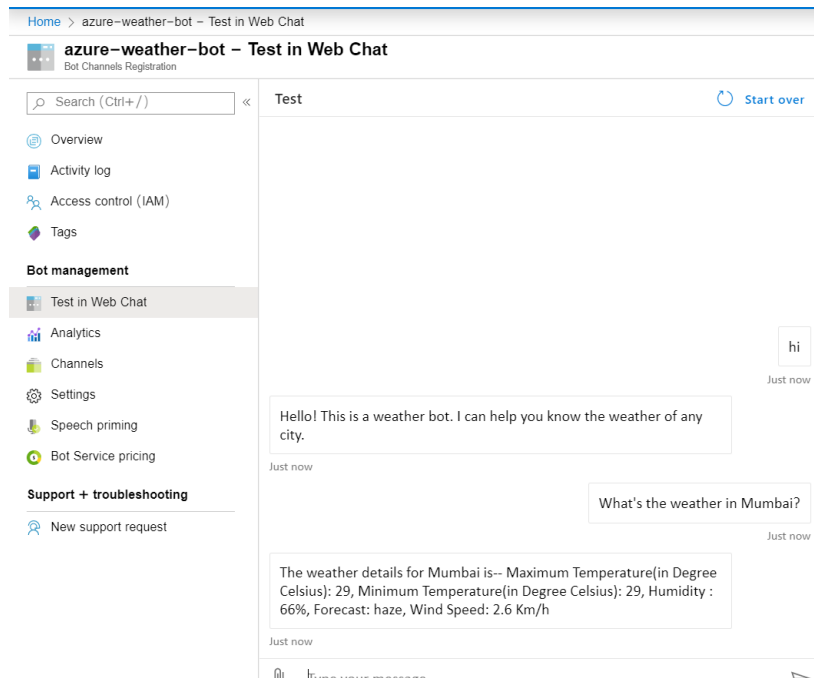 Home > azure-weather-bot - Test in Web Chat
azure-weather-bot - Test in Web Chat
Bot Channels Registration
Search (Ctrl+/)
«
Overview
Activity log
Access control (IAM)
Tags
Bot management
Test in Web Chat
Analytics
Channels
Settings
Speech priming
Bot Service pricing
Support + troubleshooting
New support request
Test
Start over
hi
Just now
Hello! This is a weather bot. I can help you know the weather of any
city.
Just now
What's the weather in Mumbai?
Just now
The weather details for Mumbai is-- Maximum Temperature(in Degree
Celsius): 29, Minimum Temperature(in Degree Celsius): 29, Humidity :
66%, Forecast: haze, Wind Speed: 2.6 Km/h
Just now
Type your message